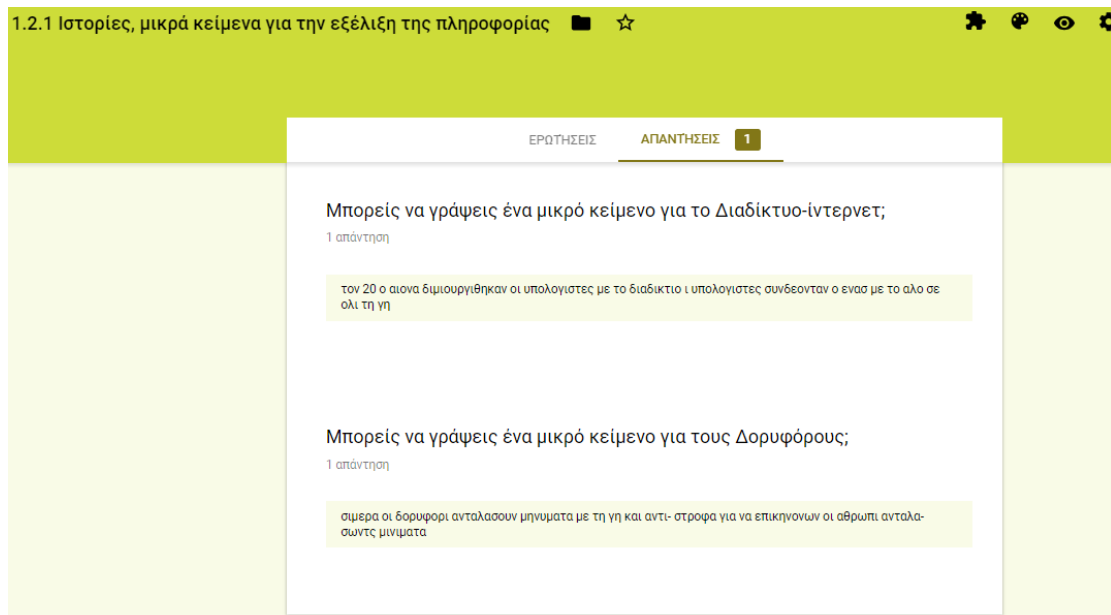 1.2.1 Ιστορίες, μικρά κείμενα για την εξέλιξη της πληροφορίας
ΕΡΩΤΗΣΕΙΣ ΑΠΑΝΤΗΣΕΙΣ 1
Μπορείς να γράψεις ένα μικρό κείμενο για το Διαδίκτυο-ίντερνετ;
1 απάντηση
τον 20 ο αιονα διμιουργιθηκαν οι υπολογιστες με το διαδικτιο ι υπολογιστες συνδεονταν ο ενασ με το αλο σε
ολι τη γη
Μπορείς να γράψεις ένα μικρό κείμενο για τους Δορυφόρους;
1 απάντηση
σιμερα οι δορυφορι ανταλασουν μηνυματα με τη γη και αντι- στροφα για να επικηνονων οι αθρωπι ανταλα-
σωντς μινιματα